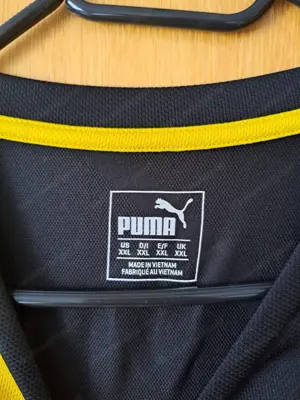 PUMA
US D/I E/F UK
XXL XXL XXL XXL
MADE IN VIETNAM
FABRIQUÉ AU VIETNAM